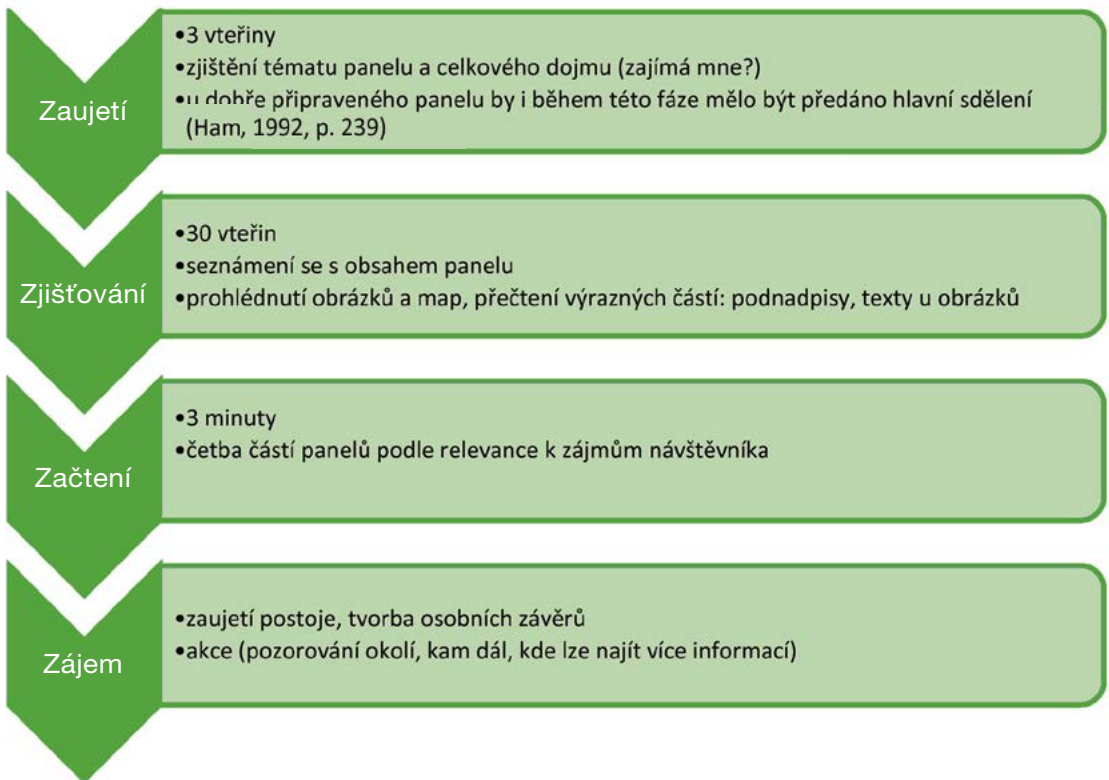 Zaujetí
•3 vteřiny
•zjištění tématu panelu a celkového dojmu (zajímá mne?)
•u dobře připraveného panelu by i během této fáze mělo být předáno hlavní sdělení
(Ham, 1992, p. 239)
Zjišťování
•30 vteřin
•seznámení se s obsahem panelu
•prohlédnutí obrázků a map, přečtení výrazných částí: podnadpisy, texty u obrázků
Začtení
•3 minuty
•četba částí panelů podle relevance k zájmům návštěvníka
Zájem
•zaujetí postoje, tvorba osobních závěrů
•akce (pozorování okolí, kam dál, kde lze najít více informací)